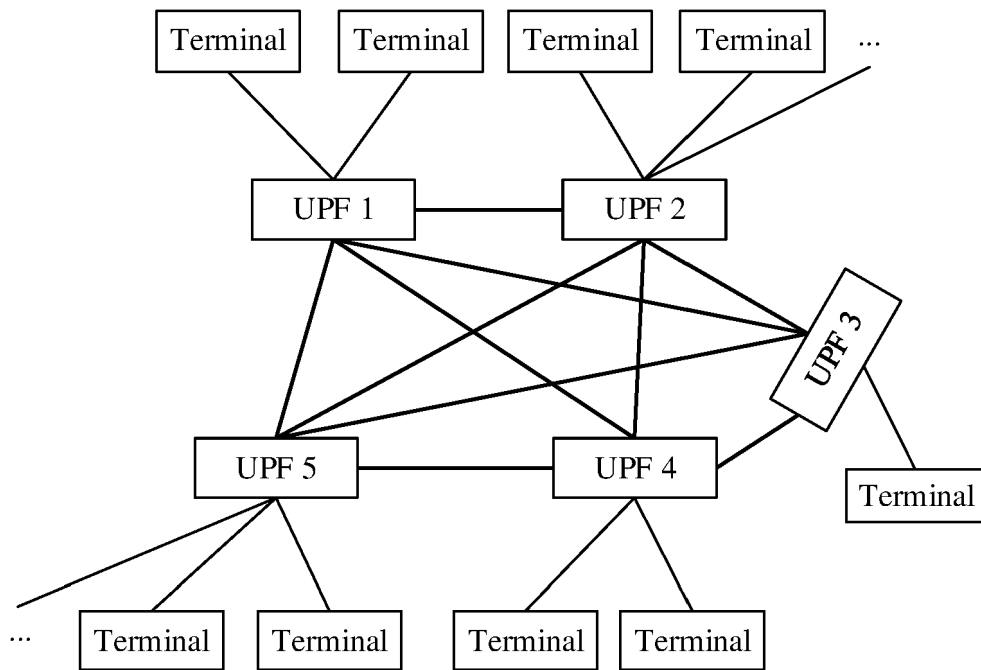 Terminal
Terminal
Terminal
Terminal
...
UPF 1
UPF 2
UPF 3
UPF 5
UPF 4
Terminal
...
Terminal
Terminal
Terminal
Terminal